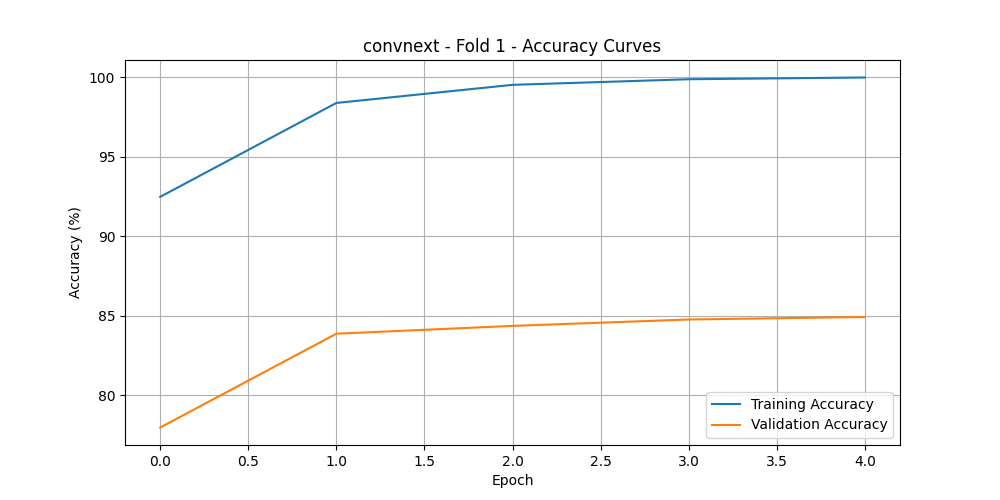 convnext - Fold 1 - Accuracy Curves
Accuracy (%)
100
95
90
85
80
Training Accuracy
Validation Accuracy
0.0 0.5 1.0 1.5 2.0 2.5 3.0 3.5 4.0
Epoch